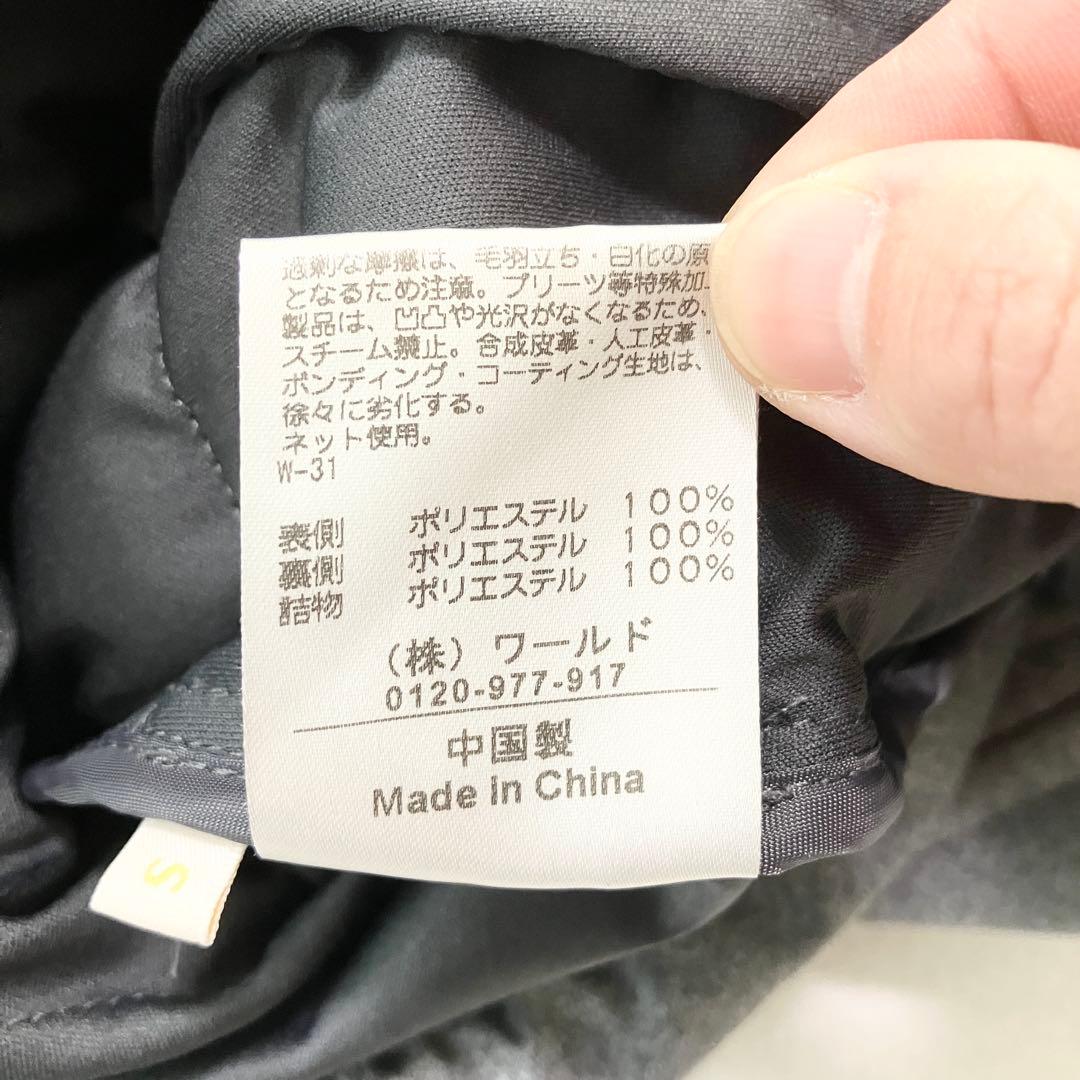 過剰な摩擦は、毛羽立ち・白化の原
となるため注意。プリーツ等特殊加工
製品は、凹凸や光沢がなくなるため、
スチーム禁止。合成皮革・人工皮革・
ボンディング・コーティング生地は、
徐々に劣化する。
ネット使用。
W-31
表側 ポリエステル 100%
裏側 ポリエステル 100%
詰物 ポリエステル 100%
(株) ワールド
0120-977-917
中国製
Made In China
S